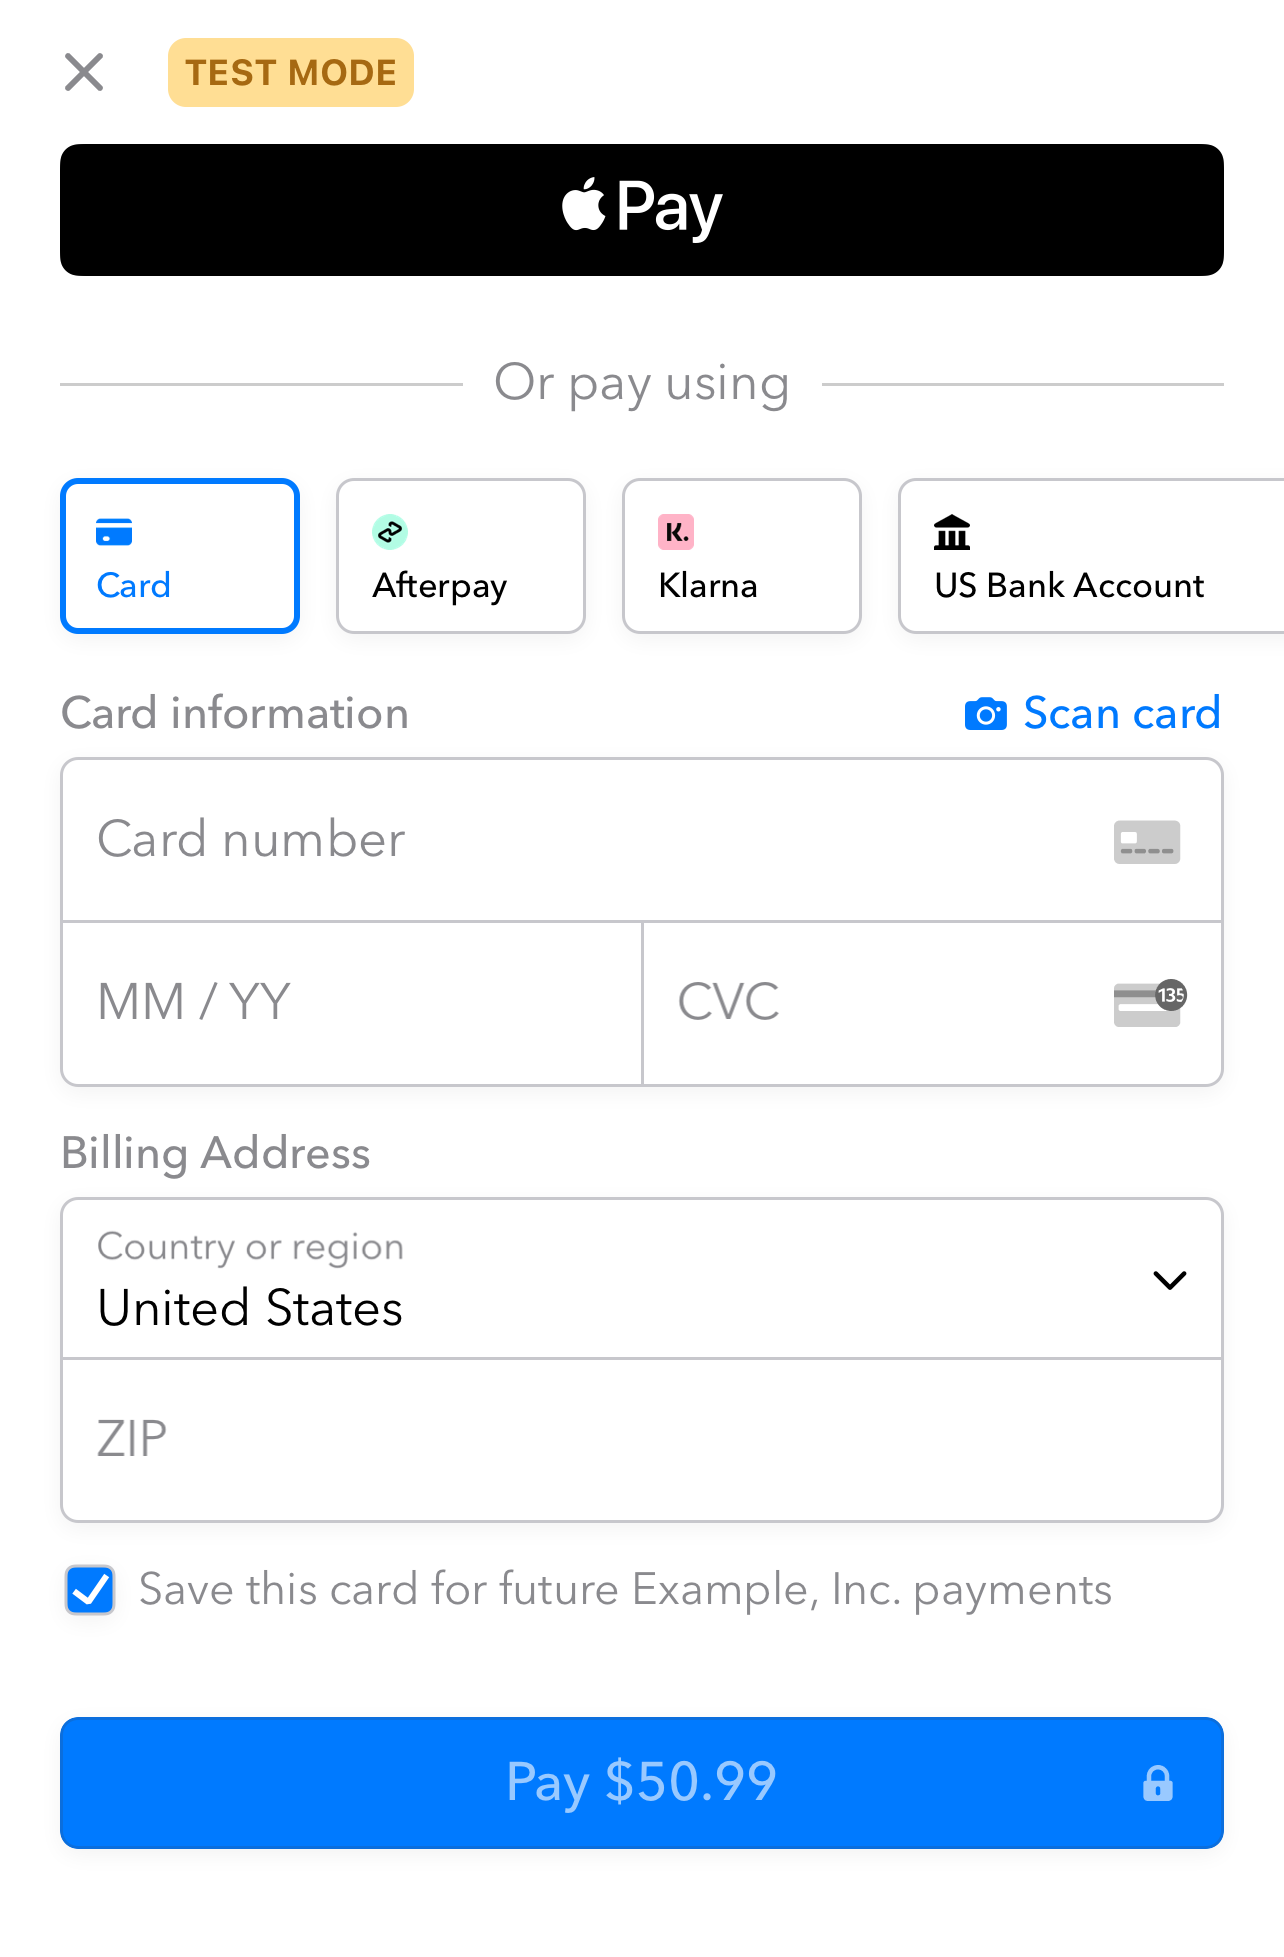 TEST MODE
Pay
Or pay using
Card
Afterpay
K.
Klarna
US Bank Account
Card information
Scan card
Card number
MM / YY
CVC
135
Billing Address
Country or region
United States
ZIP
Save this card for future Example, Inc. payments
Pay $50.99